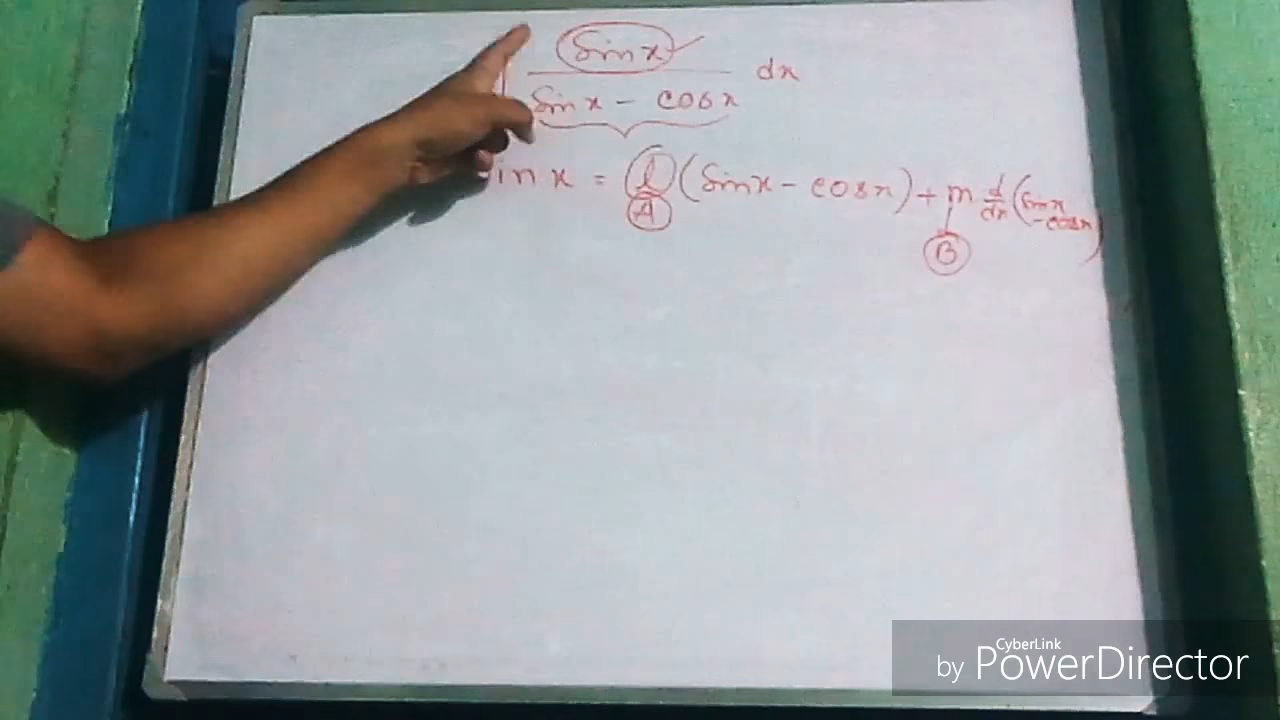 sin x
sin x - cos x dx
sin x = l (sin x - cos x) + m d/dx (sin x - cos x)
A
B
CyberLink
by PowerDirector